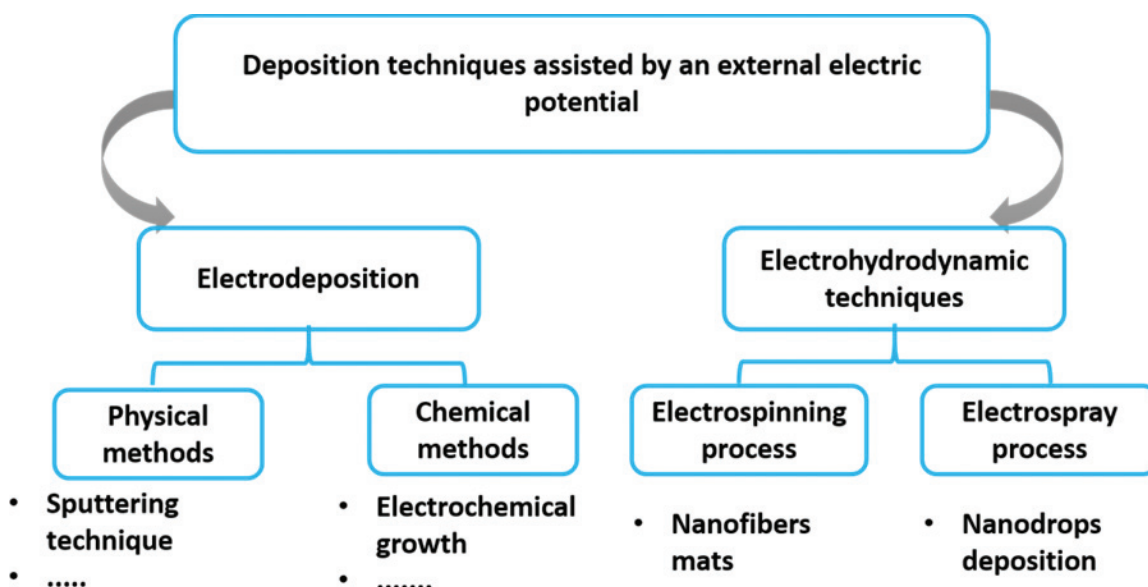 Deposition techniques assisted by an external electric
potential
Electrodeposition
Electrohydrodynamic
techniques
Physical
methods
Chemical
methods
Electrospinning
process
Electrospray
process
• Sputtering
technique
• .....
• Electrochemical
growth
• .......
• Nanofibers
mats
• Nanodrops
deposition